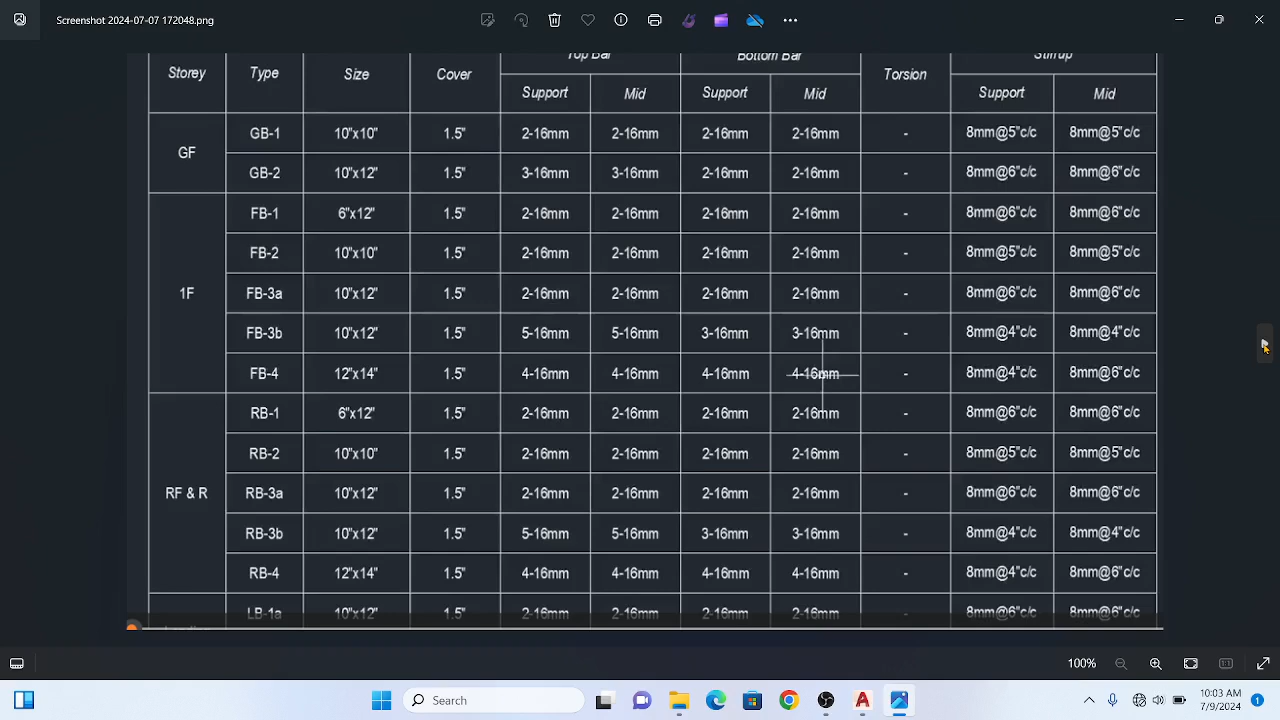 Screenshot 2024-07-07 172048.png
Storey Type Size Cover Top Bar Bottom Bar Torsion Stirrup
Support Mid Support Mid Support Mid
GF
GB-1 10"x10" 1.5" 2-16mm 2-16mm 2-16mm 2-16mm - 8mm@5"c/c 8mm@5"c/c
GB-2 10"x12" 1.5" 3-16mm 3-16mm 2-16mm 2-16mm - 8mm@6"c/c 8mm@6"c/c
1F
FB-1 6"x12" 1.5" 2-16mm 2-16mm 2-16mm 2-16mm - 8mm@6"c/c 8mm@6"c/c
FB-2 10"x10" 1.5" 2-16mm 2-16mm 2-16mm 2-16mm - 8mm@5"c/c 8mm@5"c/c
FB-3a 10"x12" 1.5" 2-16mm 2-16mm 2-16mm 2-16mm - 8mm@6"c/c 8mm@6"c/c
FB-3b 10"x12" 1.5" 5-16mm 5-16mm 3-16mm 3-16mm - 8mm@4"c/c 8mm@4"c/c
FB-4 12"x14" 1.5" 4-16mm 4-16mm 4-16mm 4-16mm - 8mm@4"c/c 8mm@6"c/c
RF & R
RB-1 6"x12" 1.5" 2-16mm 2-16mm 2-16mm 2-16mm - 8mm@6"c/c 8mm@6"c/c
RB-2 10"x10" 1.5" 2-16mm 2-16mm 2-16mm 2-16mm - 8mm@5"c/c 8mm@5"c/c
RB-3a 10"x12" 1.5" 2-16mm 2-16mm 2-16mm 2-16mm - 8mm@6"c/c 8mm@6"c/c
RB-3b 10"x12" 1.5" 5-16mm 5-16mm 3-16mm 3-16mm - 8mm@4"c/c 8mm@4"c/c
RB-4 12"x14" 1.5" 4-16mm 4-16mm 4-16mm 4-16mm - 8mm@4"c/c 8mm@6"c/c
LB-1a 10"x12" 1.5" 2-16mm 2-16mm 2-16mm 2-16mm - 8mm@6"c/c 8mm@6"c/c
100% 1:1
Search
10:03 AM
7/9/2024
1